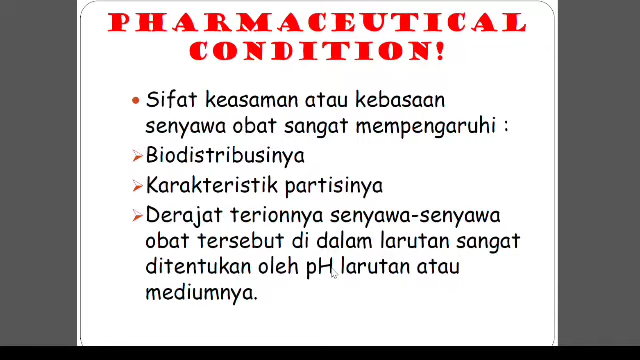 PHARMACEUTICAL
CONDITION!
• Sifat keasaman atau kebasaan
senyawa obat sangat mempengaruhi :
➢ Biodistribusinya
➢ Karakteristik partisinya
➢ Derajat terionnya senyawa-senyawa
obat tersebut di dalam larutan sangat
ditentukan oleh pH larutan atau
mediumnya.